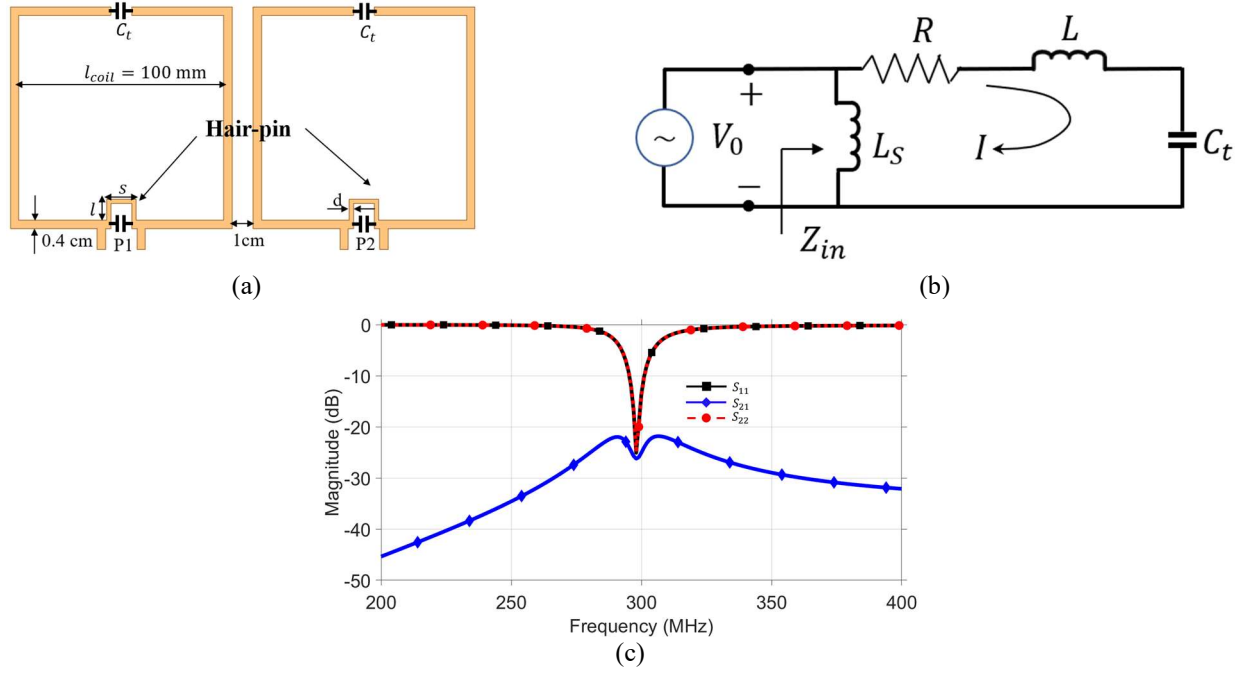 C_t
C_t
l_coil = 100 mm
Hair-pin
s
l
d
0.4 cm
P1
1cm
P2
(a)
R
L
+
~
V_0
L_S
I
C_t
−
Z_in
(b)
0
-10
-20
-30
-40
-50
Magnitude (dB)
S_11
S_21
S_22
200
250
300
350
400
Frequency (MHz)
(c)